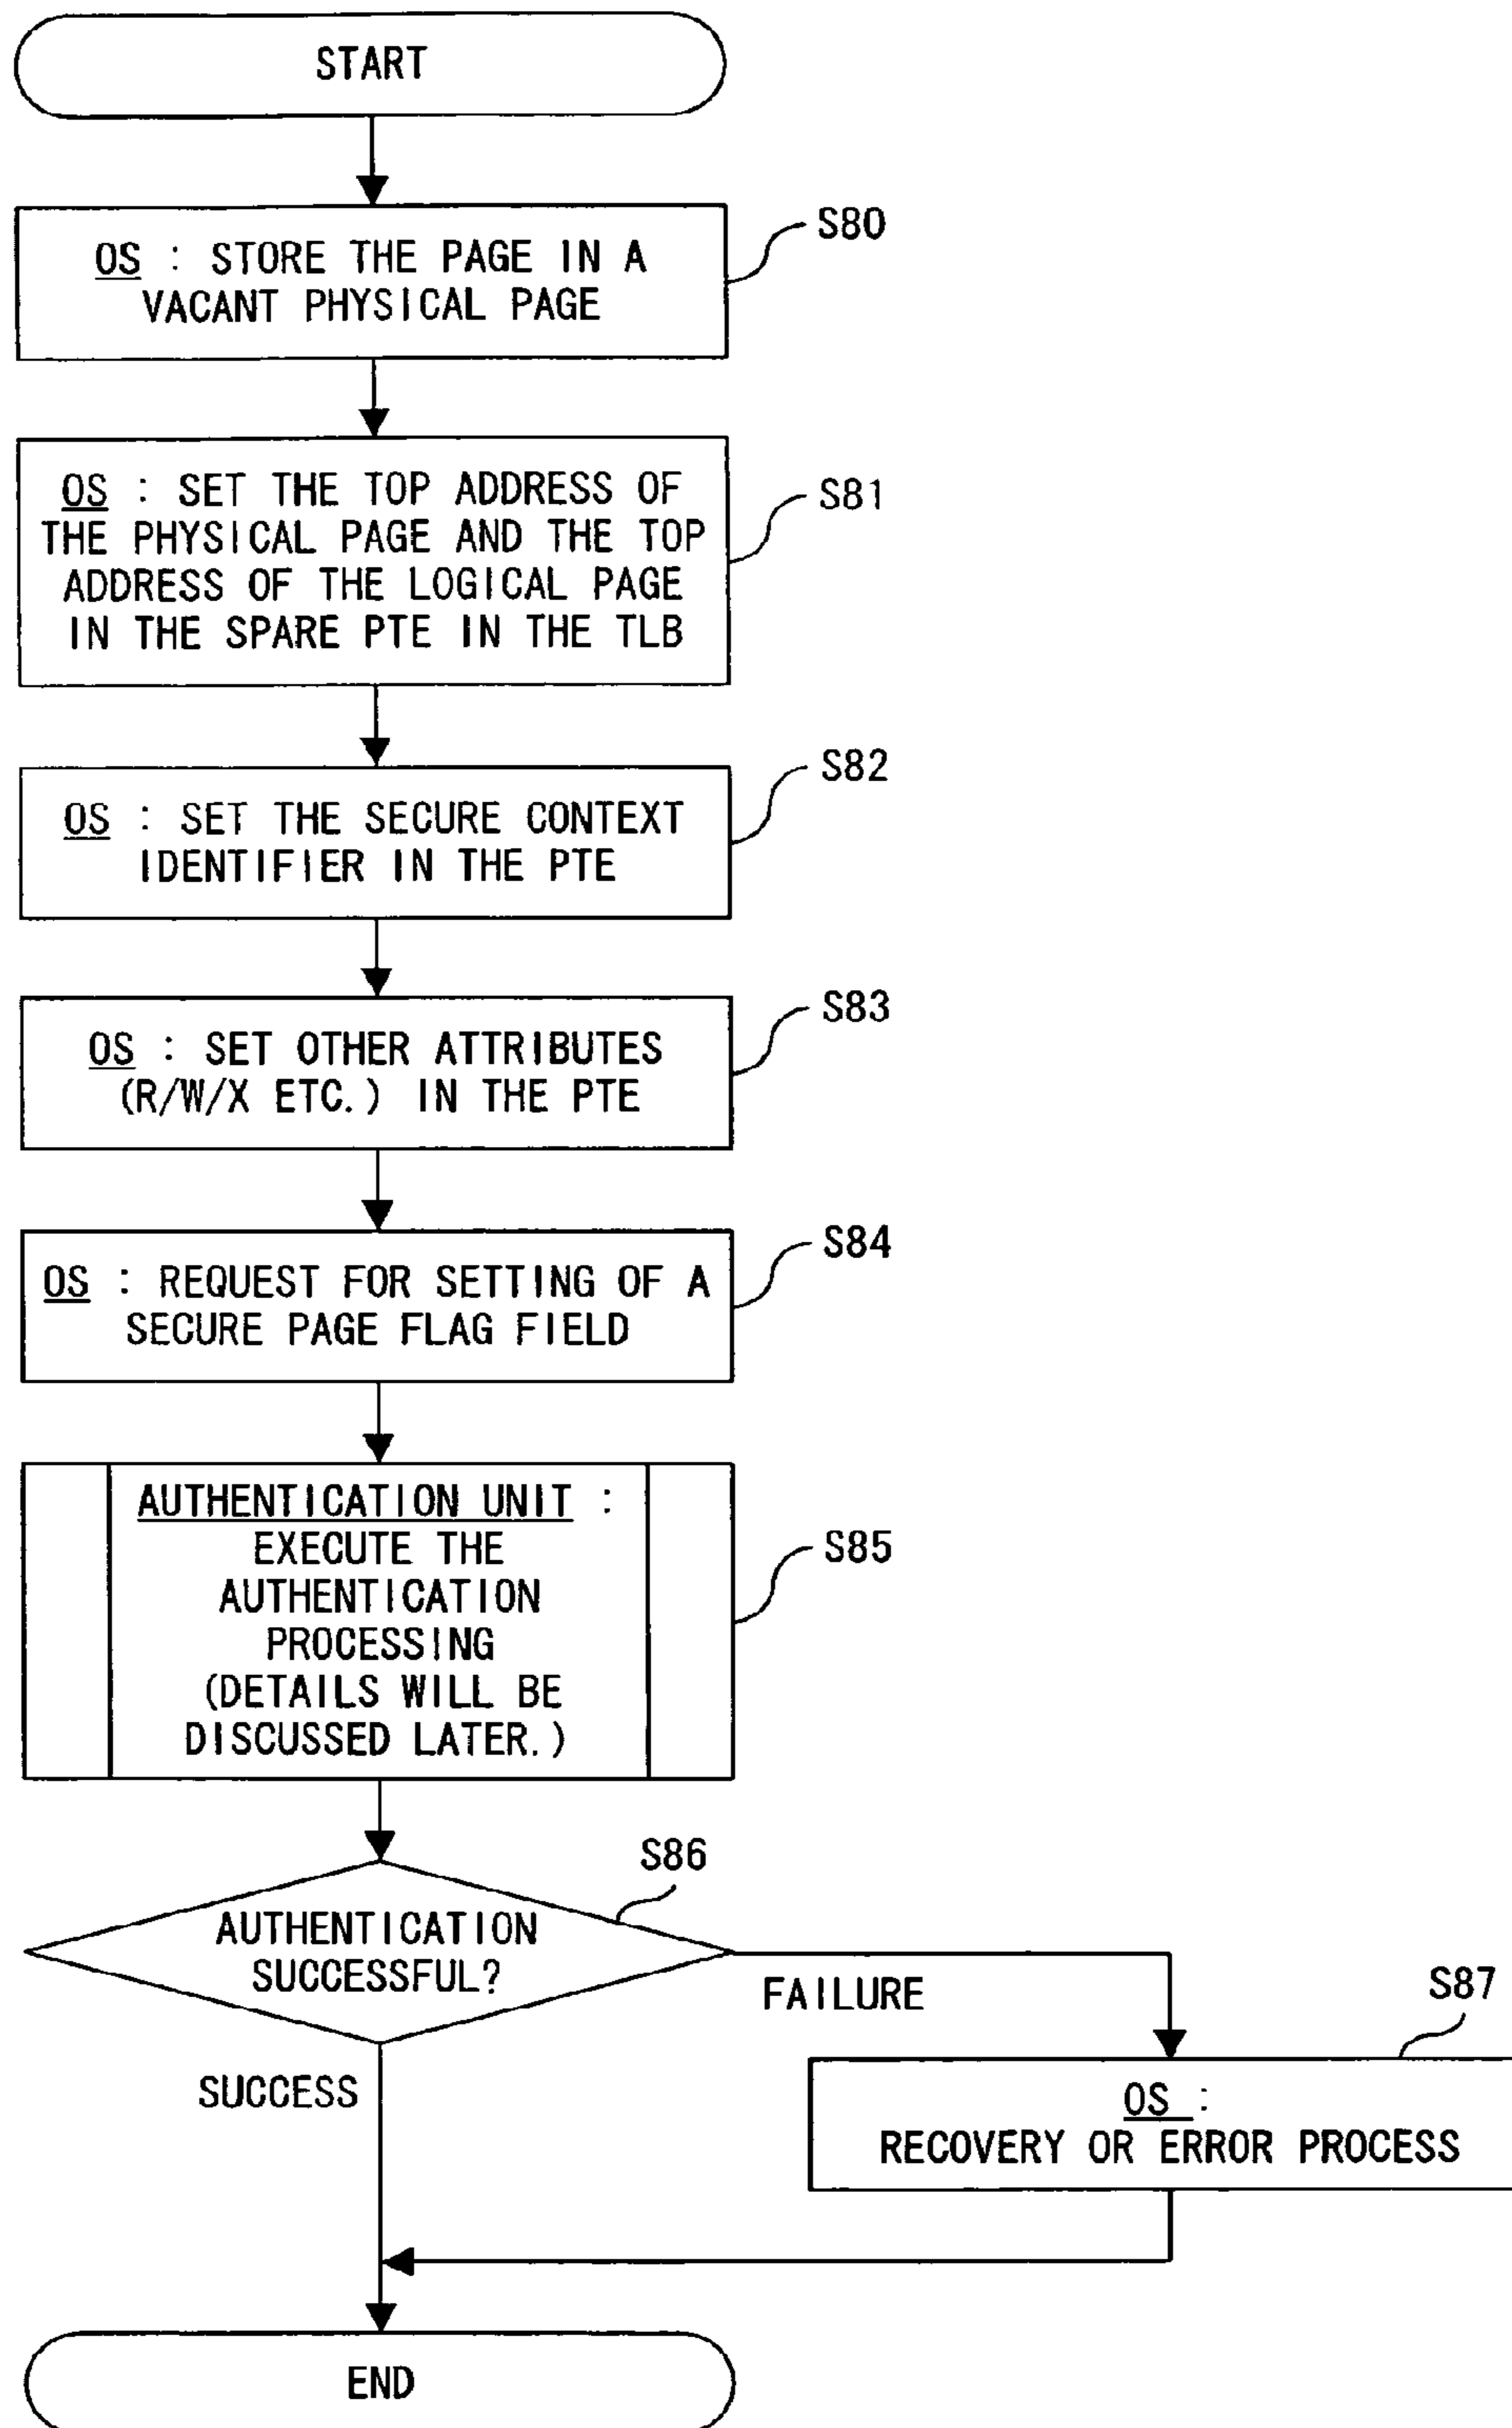 START
S80
OS : STORE THE PAGE IN A
VACANT PHYSICAL PAGE
S81
OS : SET THE TOP ADDRESS OF
THE PHYSICAL PAGE AND THE TOP
ADDRESS OF THE LOGICAL PAGE
IN THE SPARE PTE IN THE TLB
S82
OS : SET THE SECURE CONTEXT
IDENTIFIER IN THE PTE
S83
OS : SET OTHER ATTRIBUTES
(R/W/X ETC.) IN THE PTE
S84
OS : REQUEST FOR SETTING OF A
SECURE PAGE FLAG FIELD
S85
AUTHENTICATION UNIT :
EXECUTE THE
AUTHENTICATION
PROCESSING
(DETAILS WILL BE
DISCUSSED LATER.)
S86
AUTHENTICATION
SUCCESSFUL?
FAILURE
S87
SUCCESS
OS :
RECOVERY OR ERROR PROCESS
END